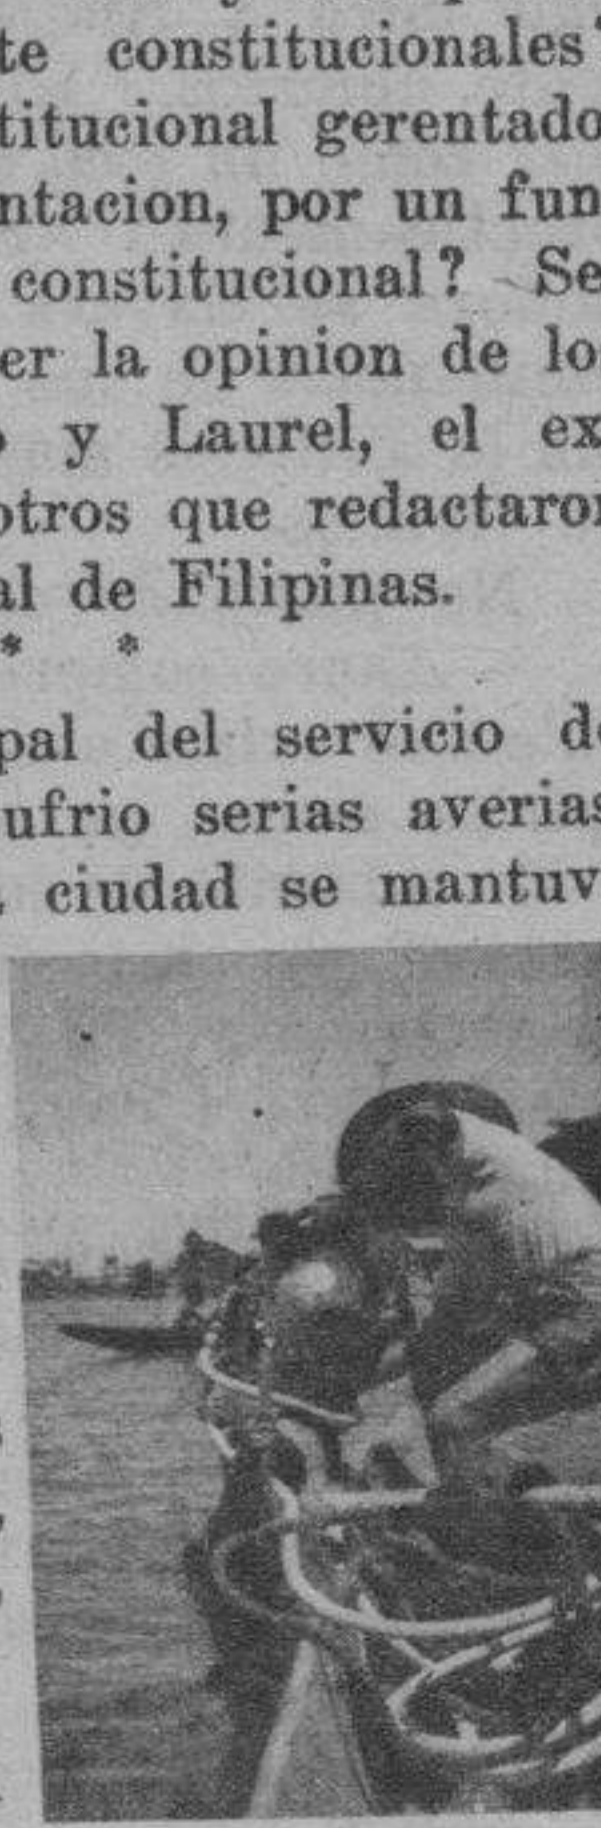 te constitucionales
titucional gerentado
ntacion, por un fun
constitucional? Se
er la opinion de lo
y Laurel, el ex
otros que redactaron
al de Filipinas.
* *
pal del servicio de
ufrio serias averias
ciudad se mantuv